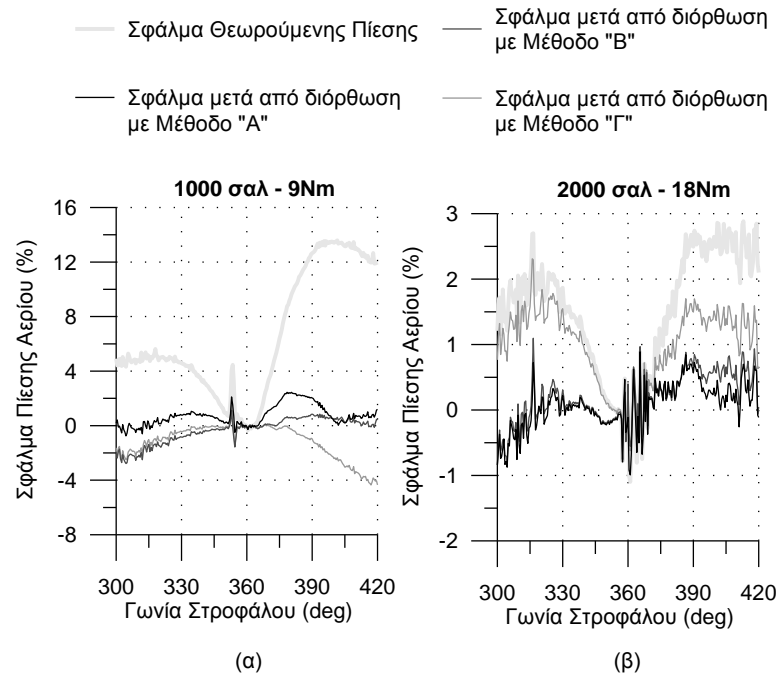 Σφάλμα Θεωρούμενης Πίεσης
Σφάλμα μετά από διόρθωση
με Μέθοδο "Β"
Σφάλμα μετά από διόρθωση
με Μέθοδο "Α"
Σφάλμα μετά από διόρθωση
με Μέθοδο "Γ"
1000 σαλ - 9Nm
16
12
8
4
0
-4
-8
Σφάλμα Πίεσης Αερίου (%)
300 330 360 390 420
Γωνία Στροφάλου (deg)
(α)
2000 σαλ - 18Nm
3
2
1
0
-1
-2
Σφάλμα Πίεσης Αερίου (%)
300 330 360 390 420
Γωνία Στροφάλου (deg)
(β)